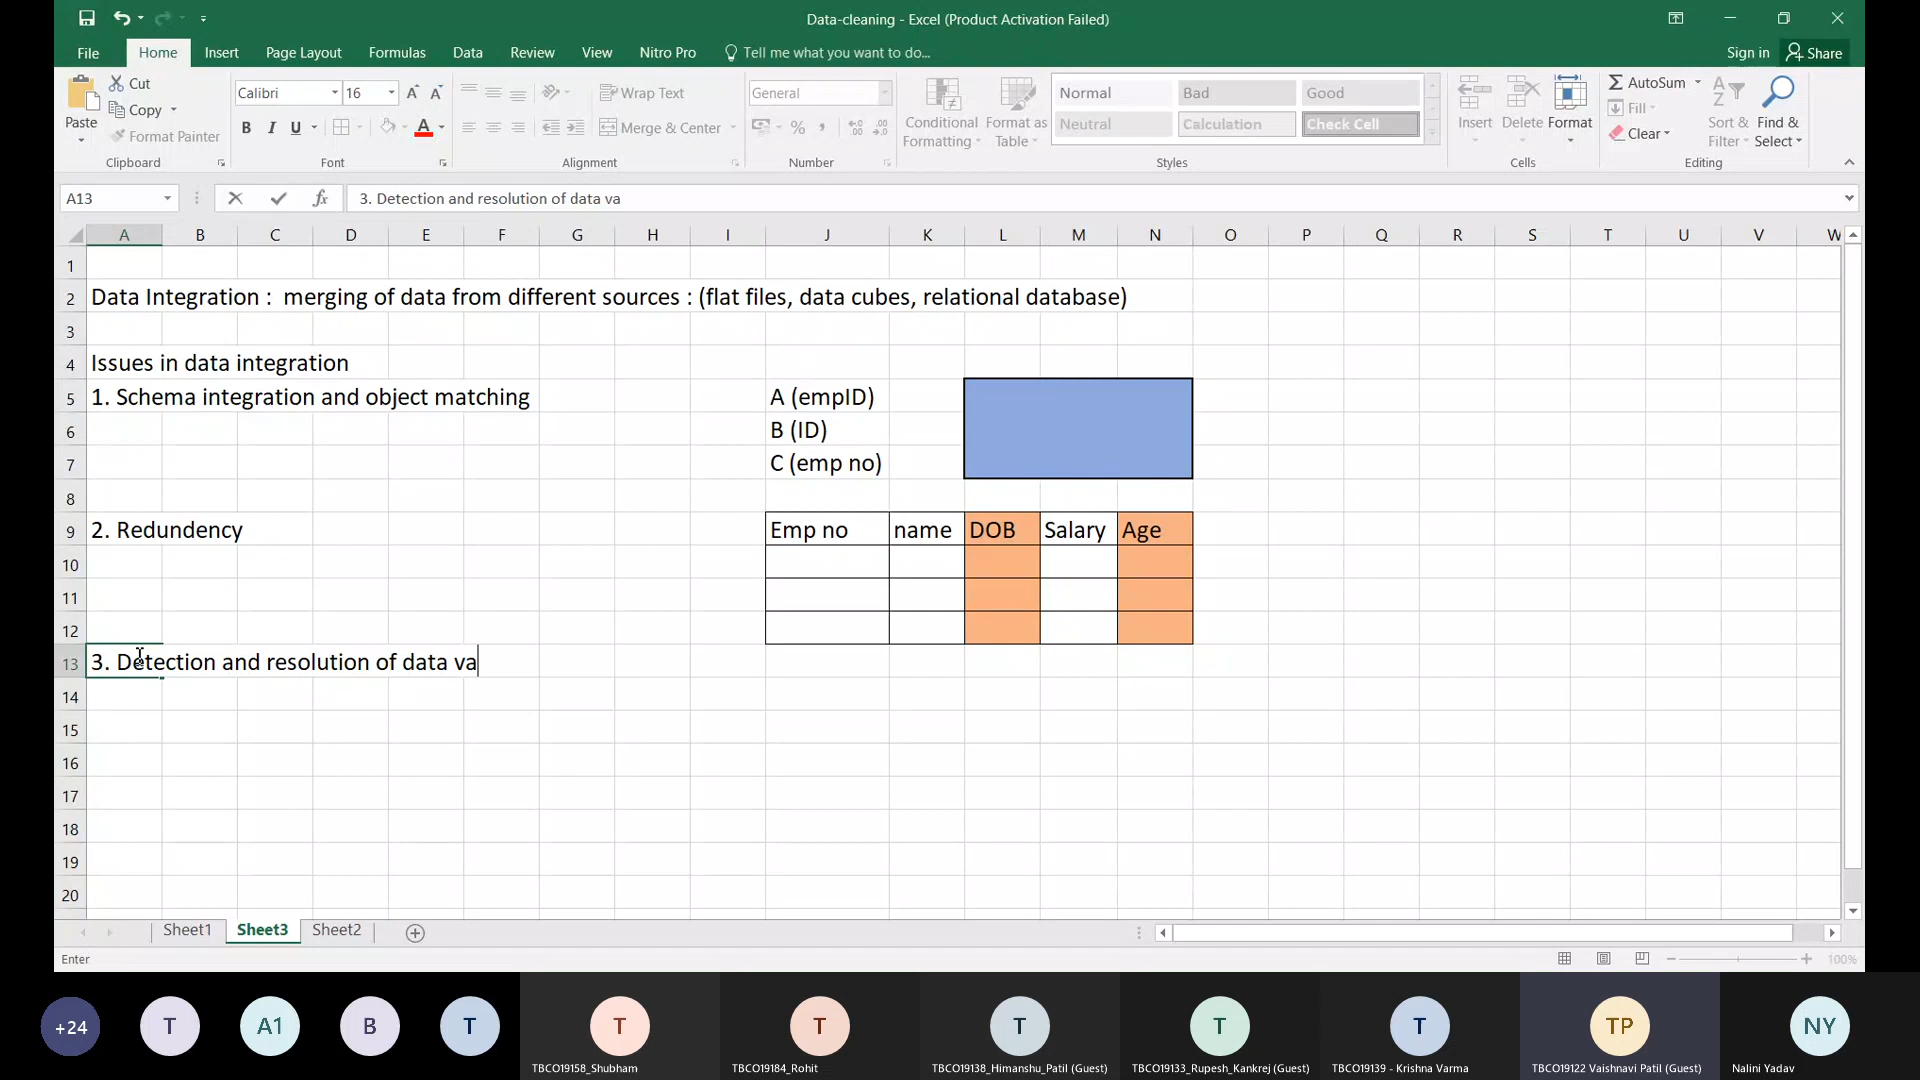 Data-cleaning - Excel (Product Activation Failed)
File Home Insert Page Layout Formulas Data Review View Nitro Pro Tell me what you want to do... Sign in Share
Paste
Cut
Copy
Format Painter
Clipboard
Calibri 16
B I U
Font
Wrap Text
Merge & Center
Alignment
General
%
Number
Conditional Formatting
Format as Table
Normal Bad Good
Neutral Calculation Check Cell
Styles
Insert Delete Format
Cells
AutoSum
Fill
Clear
Sort & Filter
Find & Select
Editing
A13 fx 3. Detection and resolution of data va
A B C D E F G H I J K L M N O P Q R S T U V W
1
2 Data Integration : merging of data from different sources : (flat files, data cubes, relational database)
3
4 Issues in data integration
5 1. Schema integration and object matching A (empID)
6 B (ID)
7 C (emp no)
8
9 2. Redundency Emp no name DOB Salary Age
10
11
12
13 3. Detection and resolution of data va
14
15
16
17
18
19
20
Sheet1 Sheet3 Sheet2
Enter 100%
+24 T A1 B T T T T T T TP NY
TBCO19158_Shubham TBCO19184_Rohit TBCO19138_Himanshu_Patil (Guest) TBCO19133_Rupesh_Kankrej (Guest) TBCO19139 - Krishna Varma TBCO19122 Vaishnavi Patil (Guest) Nalini Yadav